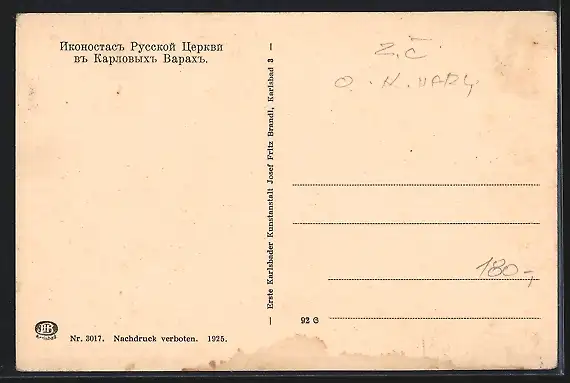 Иконостасъ Русской Церкви
въ Карловыхъ Варахъ.
Erste Karlsbader Kunstanstalt Josef Fritz Brandl, Karlsbad 3
Z.Č
180-,
92 G
Karlsbad
Nr. 3017. Nachdruck verboten. 1925.